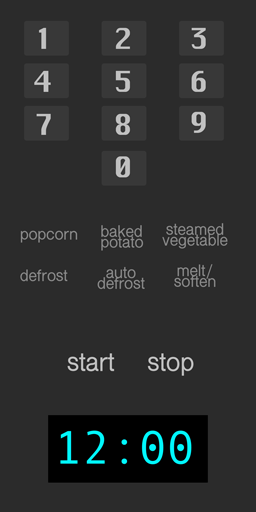 1 2 3
4 5 6
7 8 9
0
popcorn baked potato steamed vegetable
defrost auto defrost melt/ soften
start stop
12:00